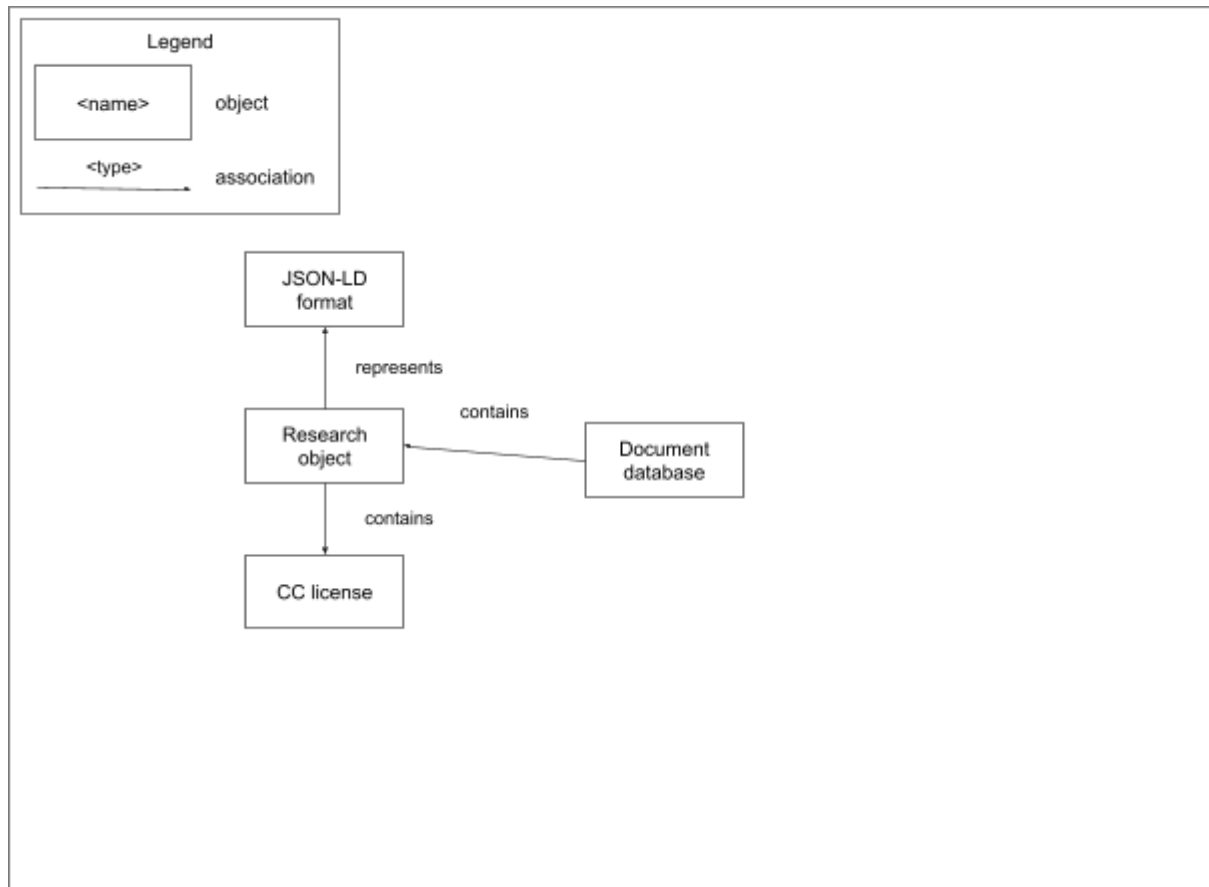 Legend
<name>
object
<type>
association
JSON-LD
format
represents
contains
Research
object
Document
database
contains
CC license